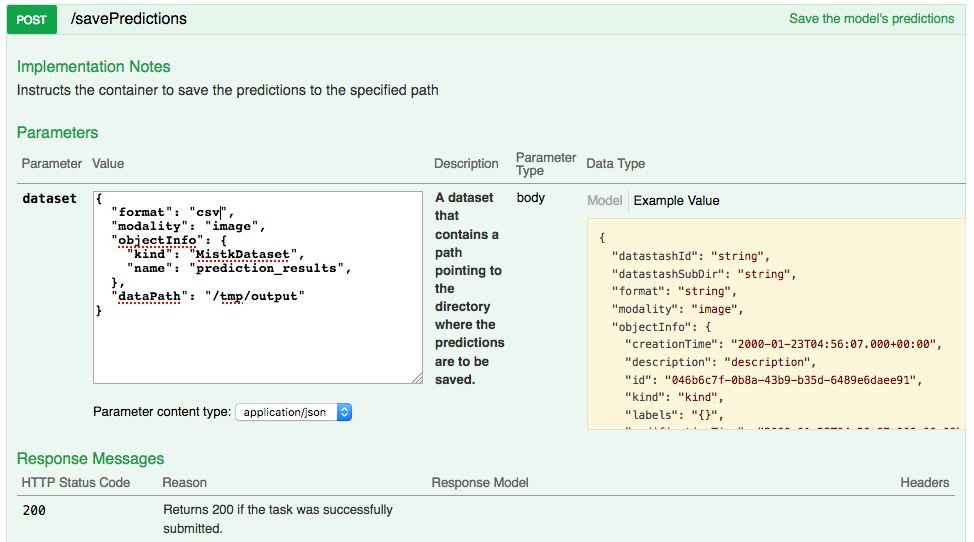 POST /savePredictions Save the model's predictions
Implementation Notes
Instructs the container to save the predictions to the specified path
Parameters
Parameter Value Description Parameter Type Data Type
dataset
{
"format": "csv",
"modality": "image",
"objectInfo": {
"kind": "MistkDataset",
"name": "prediction_results",
},
"dataPath": "/tmp/output"
}
Parameter content type: application/json
A dataset
that
contains a
path
pointing to
the
directory
where the
predictions
are to be
saved.
body
Model Example Value
{
"datastashId": "string",
"datastashSubDir": "string",
"format": "string",
"modality": "image",
"objectInfo": {
"creationTime": "2000-01-23T04:56:07.000+00:00",
"description": "description",
"id": "046b6c7f-0b8a-43b9-b35d-6489e6daee91",
"kind": "kind",
"labels": "{}",
Response Messages
HTTP Status Code Reason Response Model Headers
200 Returns 200 if the task was successfully
submitted.